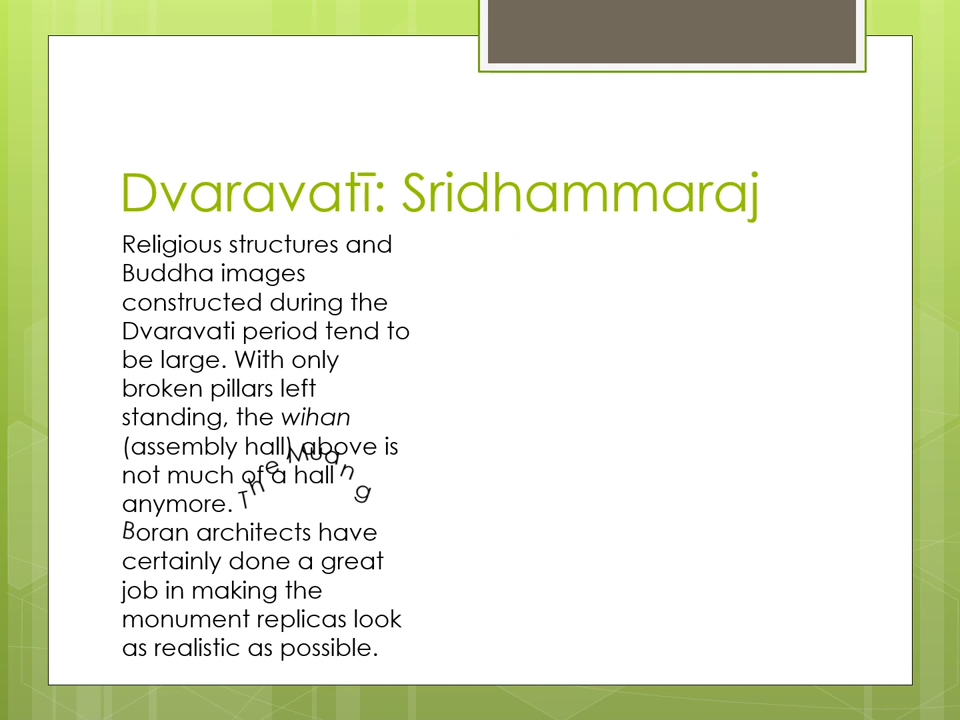 Dvaravatī: Sridhammaraj
Religious structures and
Buddha images
constructed during the
Dvaravati period tend to
be large. With only
broken pillars left
standing, the wihan
(assembly hall) above is
not much of a hall
anymore. The Muang
Boran architects have
certainly done a great
job in making the
monument replicas look
as realistic as possible.